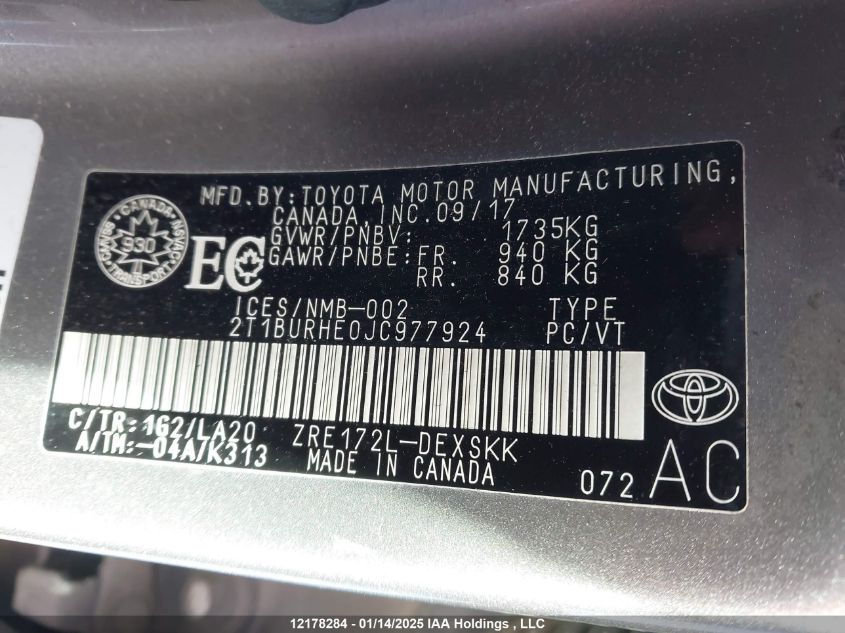 MFD.BY:TOYOTA MOTOR MANUFACTURING,
CANADA,INC.09/17
GVWR/PNBV: 1735KG
GAWR/PNBE:FR. 940 KG
RR. 840 KG
CANADA
930
TRANSPORT
EC
ICES/NMB-002 TYPE
2T1BURHE0JC977924 PC/VT
C/TR:1G2/LA20 ZRE172L-DEXSKK
A/TM:-04A/K313 MADE IN CANADA
072 AC
12178284 - 01/14/2025 IAA Holdings , LLC